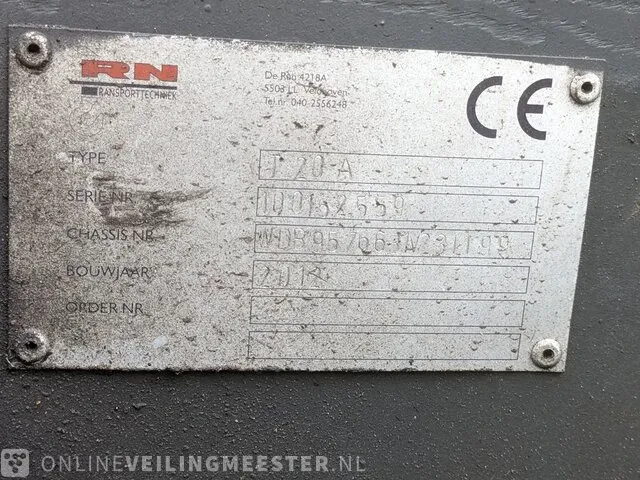 RN
TRANSPORTTECHNIEK
De Run 4218A
5503 LL Veldhoven
Tel nr. 040 2556248
CE
TYPE T 20 A
SERIE NR
CHASSIS NR
BOUWJAAR
ORDER NR
ONLINEVEILINGMEESTER.NL